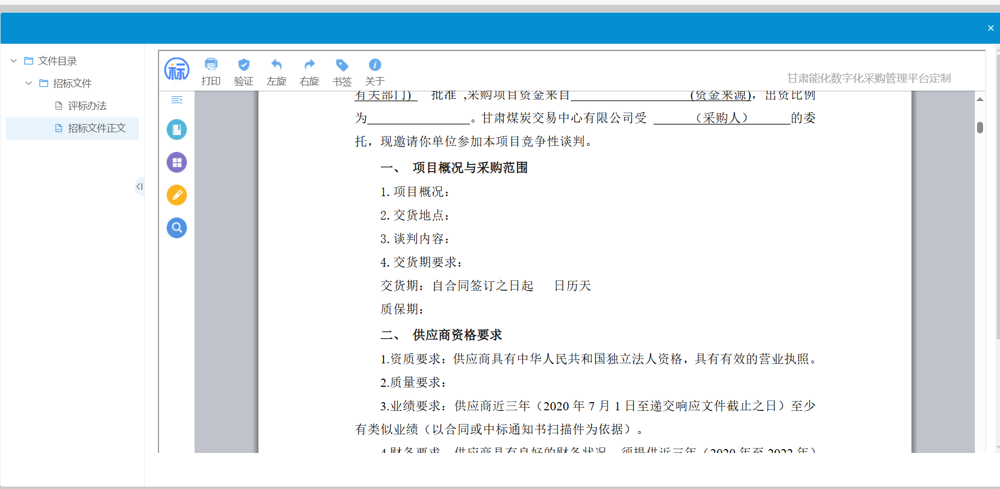 文件目录
招标文件
评标办法
招标文件正文
标
打印
验证
左旋
右旋
书签
关于
甘肃能化数字化采购管理平台定制
有关部门) 批准 ,采购项目资金来自 (资金来源)，出资比例
为 。甘肃煤炭交易中心有限公司受 （采购人） 的委
托，现邀请你单位参加本项目竞争性谈判。
一、 项目概况与采购范围
1. 项目概况：
2. 交货地点：
3. 谈判内容：
4. 交货期要求：
交货期：自合同签订之日起 日历天
质保期：
二、 供应商资格要求
1.资质要求：供应商具有中华人民共和国独立法人资格，具有有效的营业执照。
2.质量要求：
3.业绩要求：供应商近三年（2020 年 7 月 1 日至递交响应文件截止之日）至少
有类似业绩（以合同或中标通知书扫描件为依据）。
4.财务要求：供应商具有良好的财务状况，须提供近三年（2020 年至 2022 年）